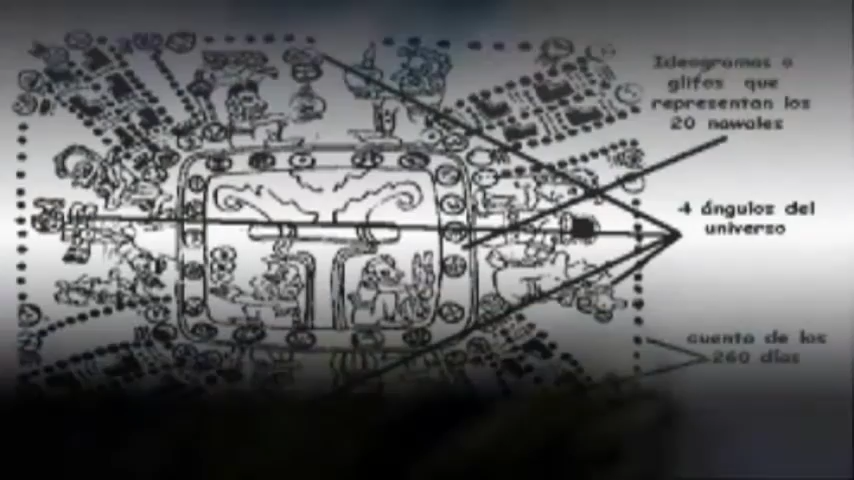 Ideogramas o
glifos que
representan los
20 nawales
4 ángulos del
universo
cuenta de los
260 días